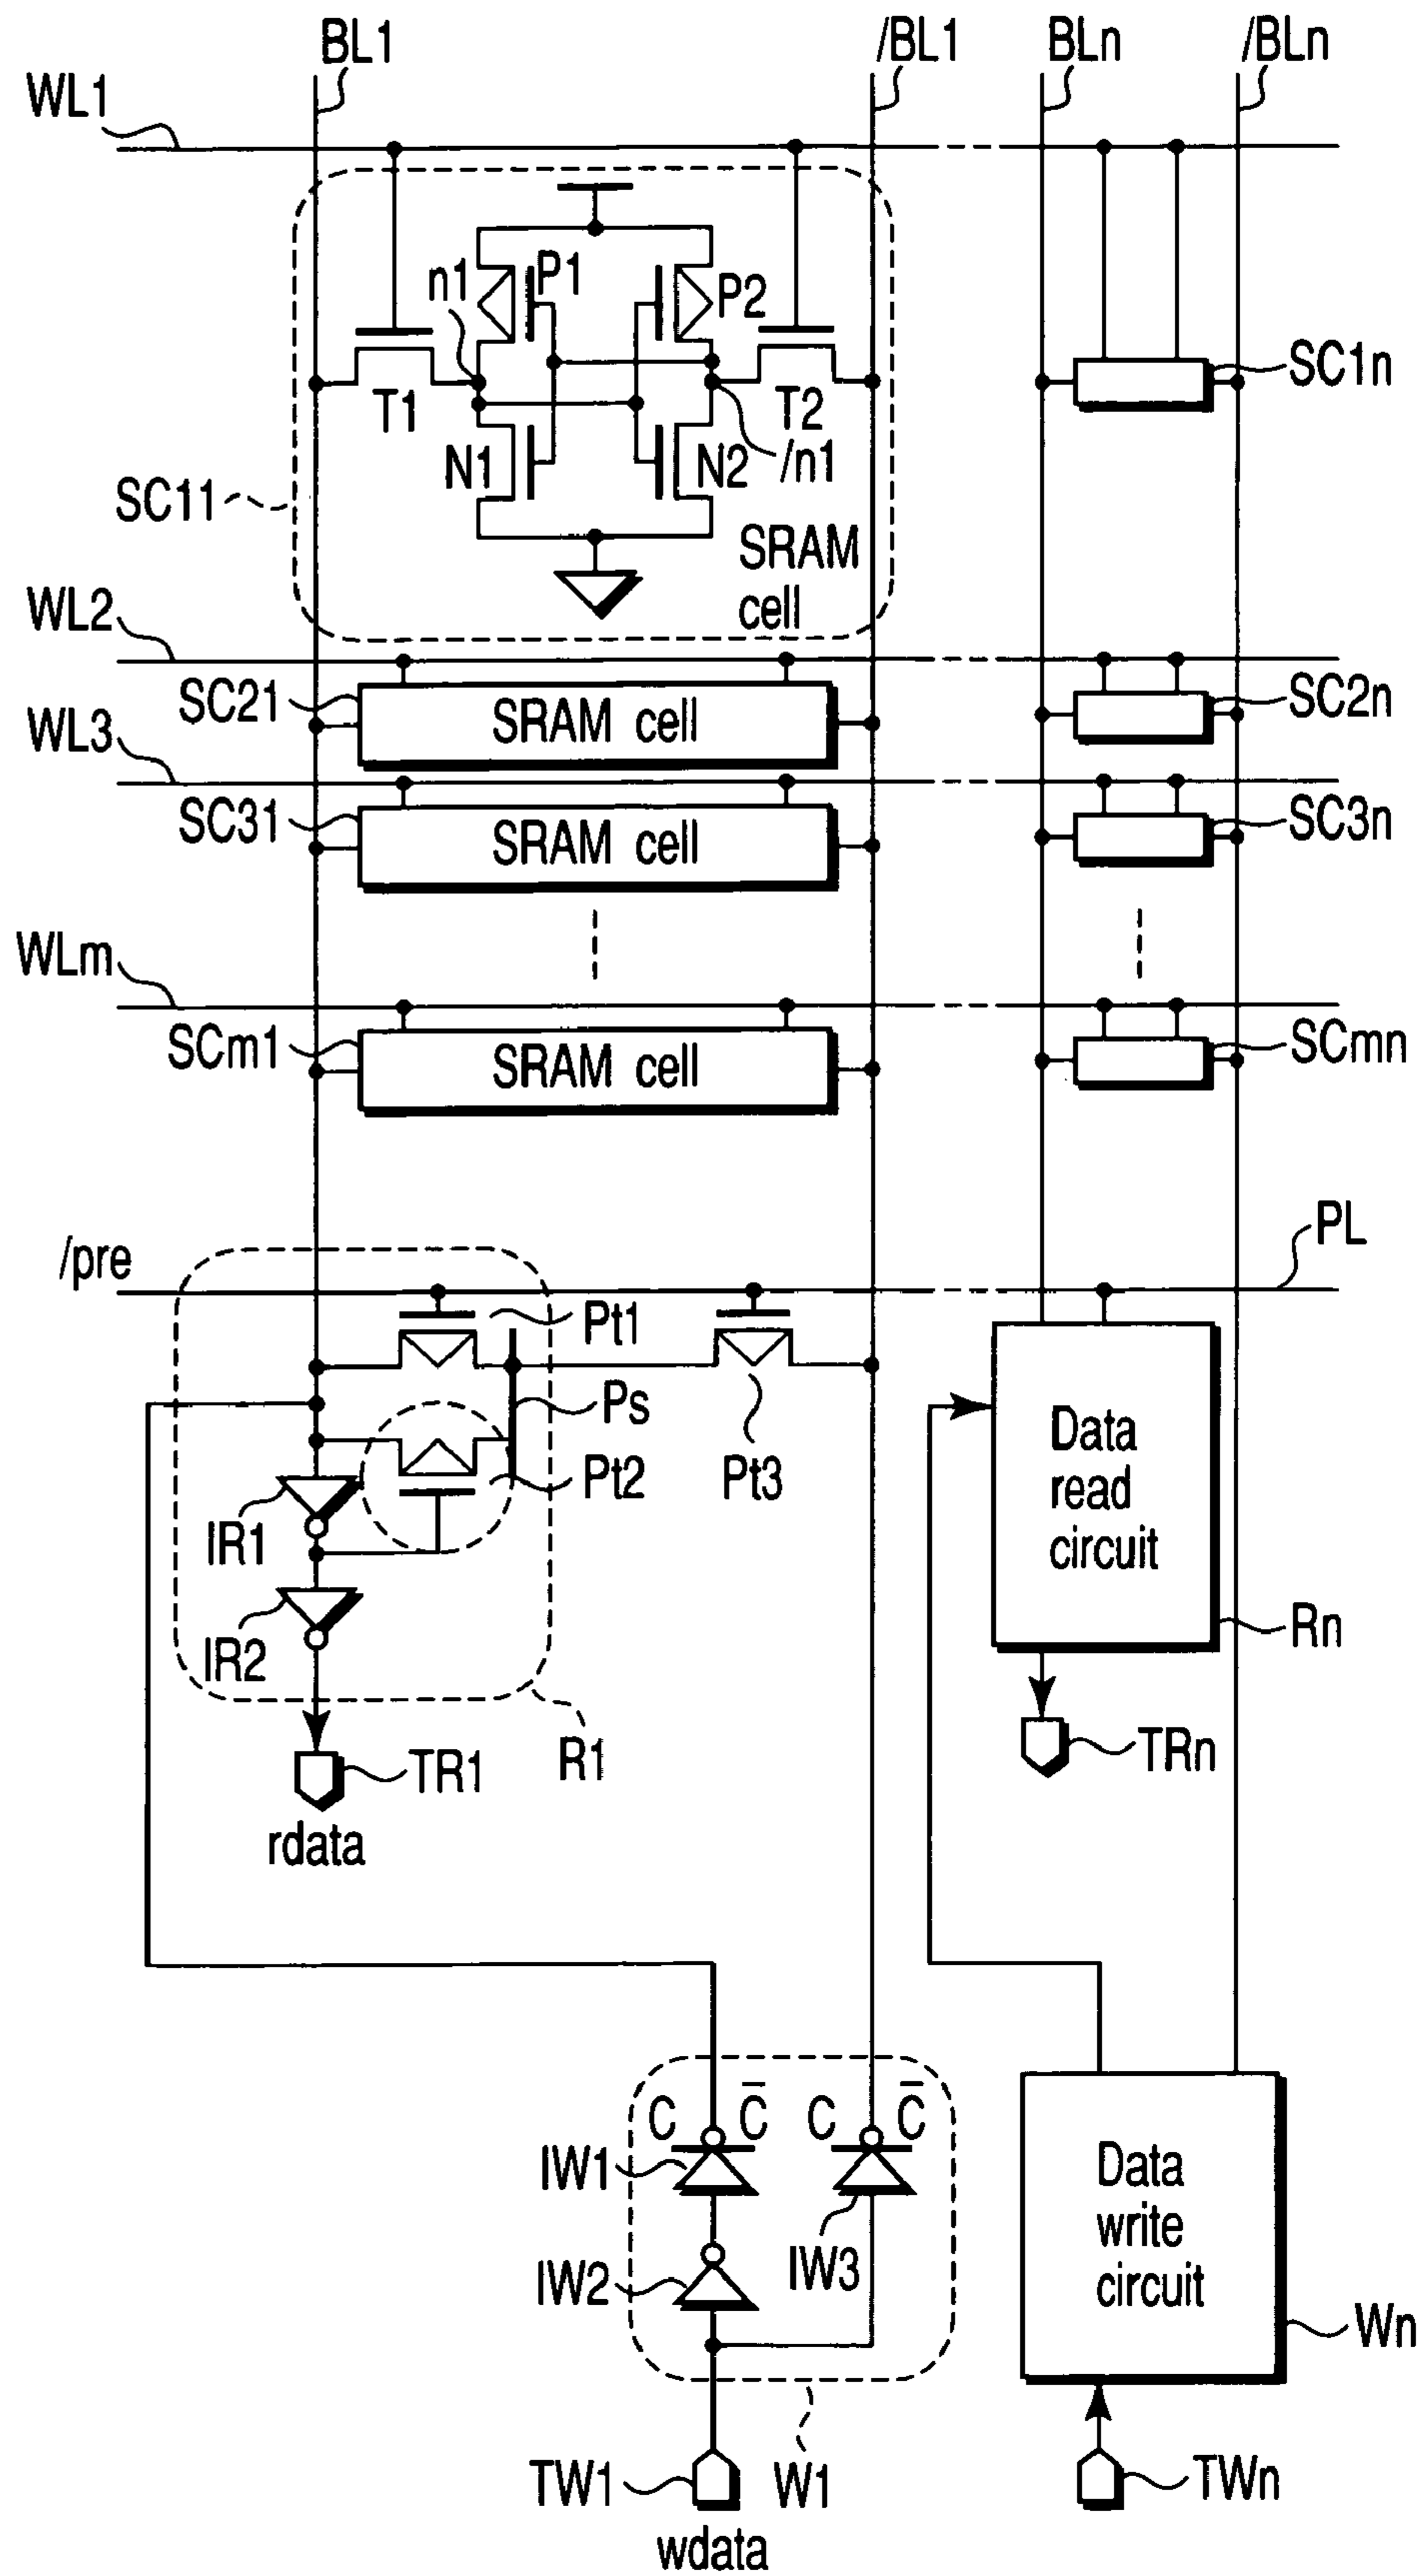 BL1
/BL1
BLn
/BLn
WL1
n1
P1
P2
T1
T2
SC1n
N1
N2
/n1
SC11
SRAM
cell
WL2
SC21
SRAM cell
SC2n
WL3
SC31
SRAM cell
SC3n
WLm
SCm1
SRAM cell
SCmn
/pre
PL
Pt1
Ps
Pt2
Pt3
IR1
IR2
Data
read
circuit
Rn
R1
TR1
TRn
rdata
C
C̄
C
C̄
IW1
IW2
IW3
Data
write
circuit
Wn
TW1
W1
TWn
wdata